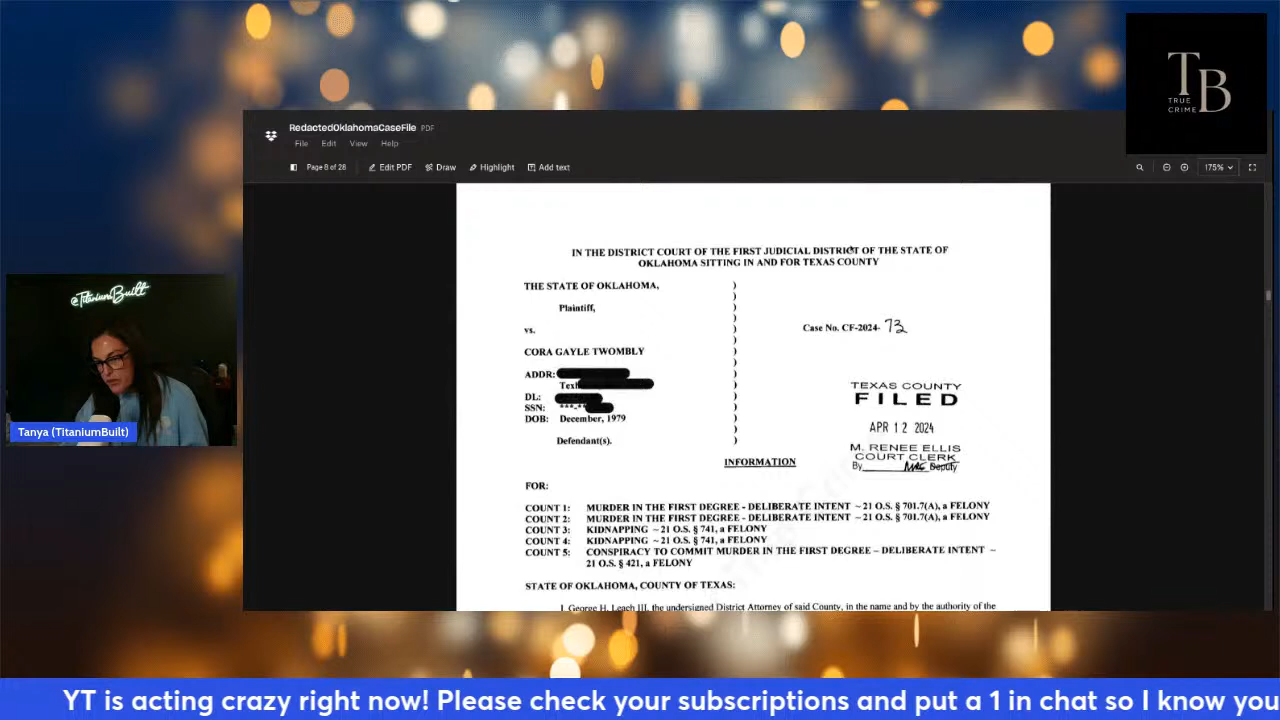 TB
TRUE
CRIME
RedactedOklahomaCaseFile PDF
File Edit View Help
Page 8 of 28 Edit PDF Draw Highlight Add text 175%
IN THE DISTRICT COURT OF THE FIRST JUDICIAL DISTRICT OF THE STATE OF
OKLAHOMA SITTING IN AND FOR TEXAS COUNTY
THE STATE OF OKLAHOMA, )
Plaintiff,
vs.
Case No. CF-2024- 73
CORA GAYLE TWOMBLY
ADDR:
DL:
SSN: ***-**
DOB: December, 1979
Defendant(s).
TEXAS COUNTY
FILED
APR 12 2024
M. RENEE ELLIS
COURT CLERK
By Deputy
INFORMATION
FOR:
COUNT 1: MURDER IN THE FIRST DEGREE - DELIBERATE INTENT ~ 21 O.S. § 701.7(A), a FELONY
COUNT 2: MURDER IN THE FIRST DEGREE - DELIBERATE INTENT ~ 21 O.S. § 701.7(A), a FELONY
COUNT 3: KIDNAPPING ~ 21 O.S. § 741, a FELONY
COUNT 4: KIDNAPPING ~ 21 O.S. § 741, a FELONY
COUNT 5: CONSPIRACY TO COMMIT MURDER IN THE FIRST DEGREE – DELIBERATE INTENT ~
21 O.S. § 421, a FELONY
STATE OF OKLAHOMA, COUNTY OF TEXAS:
I, George H. Leach III, the undersigned District Attorney of said County, in the name and by the authority of the
@TitaniumBuilt
Tanya (TitaniumBuilt)
YT is acting crazy right now! Please check your subscriptions and put a 1 in chat so I know you